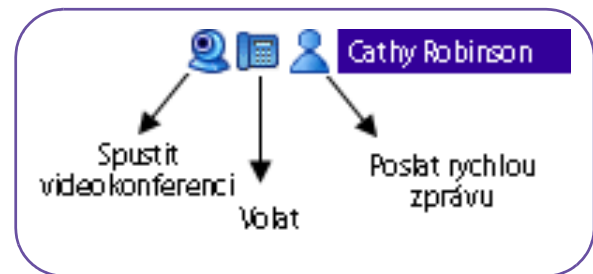 Cathy Robinson
Spustit
videokonferenci
Volat
Poslat rychlou
zprávu